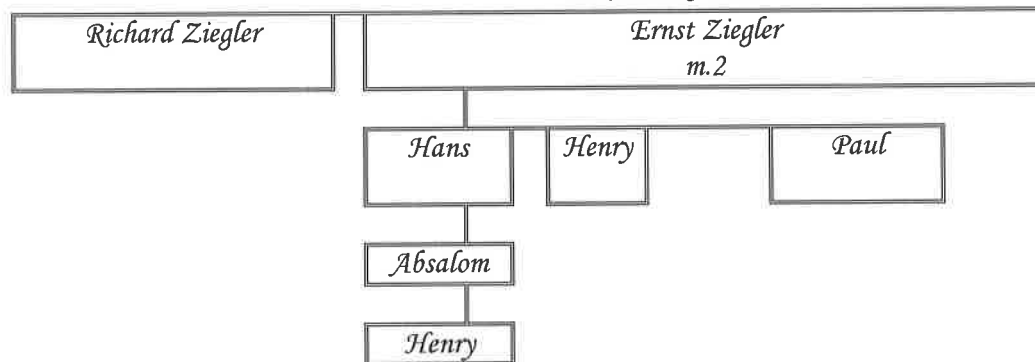 Richard Ziegler
Ernst Ziegler
m.2
Hans
Henry
Paul
Absalom
Henry